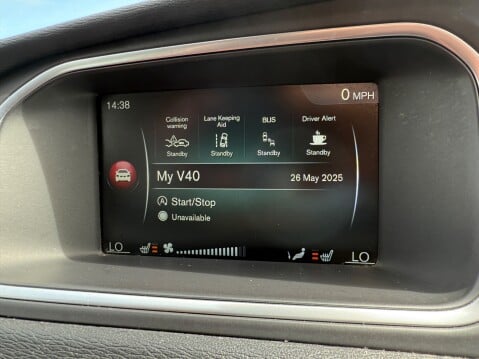 14:38
0 MPH
Collision warning
Lane Keeping Aid
BLIS
Driver Alert
Standby
Standby
Standby
Standby
My V40
26 May 2025
Start/Stop
Unavailable
LO
LO